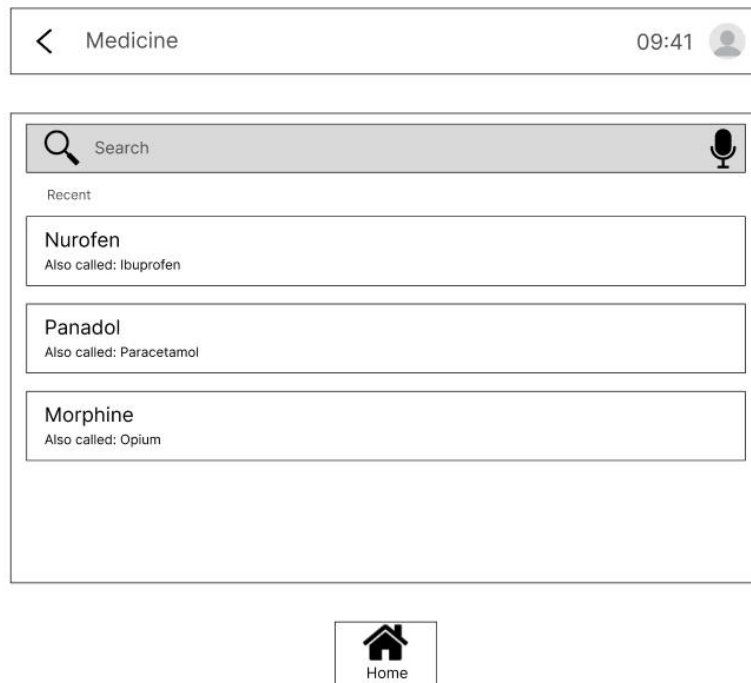 Medicine 09:41
Search
Recent
Nurofen
Also called: Ibuprofen
Panadol
Also called: Paracetamol
Morphine
Also called: Opium
Home